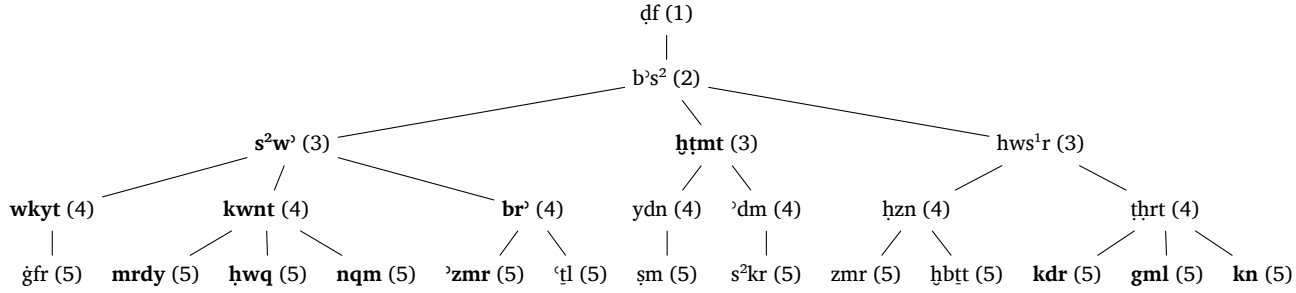 ḍf (1)
bʾs² (2)
s²wʾ (3) ḫṭmt (3) hws¹r (3)
wkyt (4) kwnt (4) brʾ (4) ydn (4) ʾdm (4) ḥzn (4) ṭḥrt (4)
ġfr (5) mrdy (5) ḥwq (5) nqm (5) ʾzmr (5) ʿṯl (5) ṣm (5) s²kr (5) zmr (5) ḫbṯt (5) kdr (5) gml (5) kn (5)